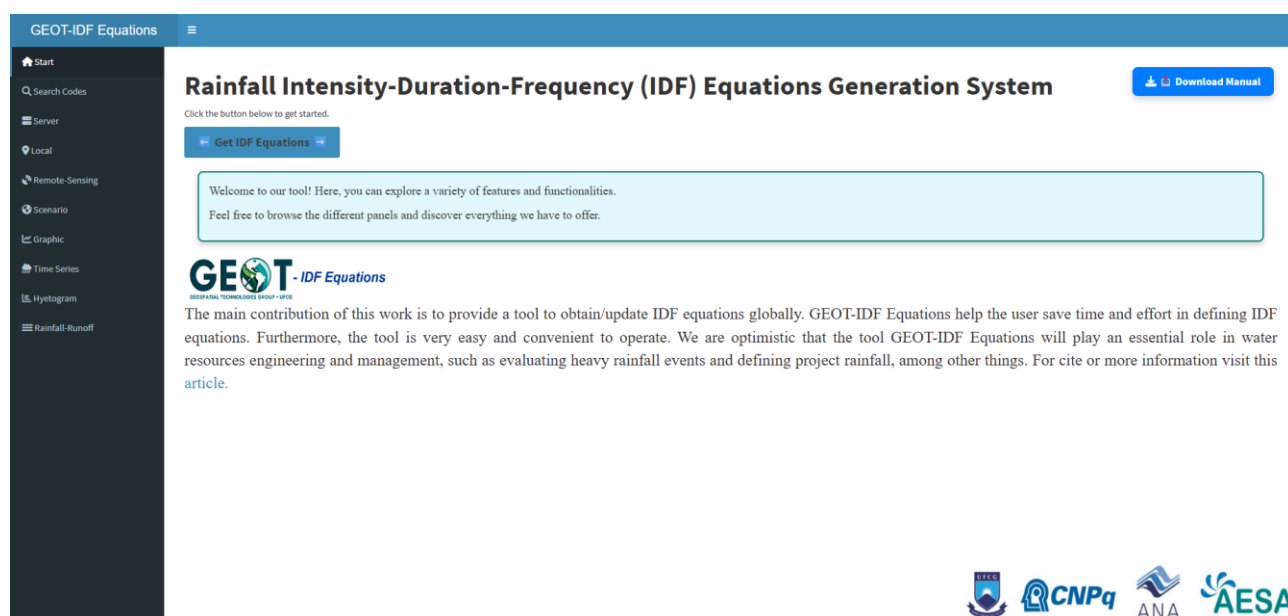 GEOT-IDF Equations
Start
Search Codes
Server
Local
Remote-Sensing
Scenario
Graphic
Time Series
Hyetogram
Rainfall-Runoff
Rainfall Intensity-Duration-Frequency (IDF) Equations Generation System
Download Manual
Click the button below to get started.
Get IDF Equations
Welcome to our tool! Here, you can explore a variety of features and functionalities.
Feel free to browse the different panels and discover everything we have to offer.
GEOT - IDF Equations
GEOSPATIAL TECHNOLOGIES GROUP - UFCG
The main contribution of this work is to provide a tool to obtain/update IDF equations globally. GEOT-IDF Equations help the user save time and effort in defining IDF
equations. Furthermore, the tool is very easy and convenient to operate. We are optimistic that the tool GEOT-IDF Equations will play an essential role in water
resources engineering and management, such as evaluating heavy rainfall events and defining project rainfall, among other things. For cite or more information visit this
article.
UFCG
CNPq
ANA
AESA